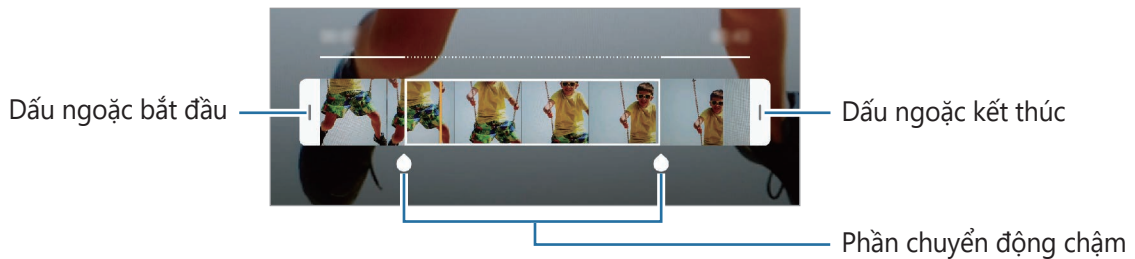 Dấu ngoặc bắt đầu
Dấu ngoặc kết thúc
Phần chuyển động chậm